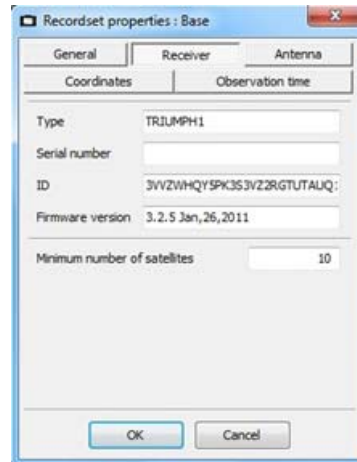 Recordset properties : Base
General Receiver Antenna
Coordinates Observation time
Type TRIUMPH1
Serial number
ID 3VVZWHQY5PK3S3VZ2RGTUTAUQ:
Firmware version 3.2.5 Jan,26,2011
Minimum number of satellites 10
OK Cancel